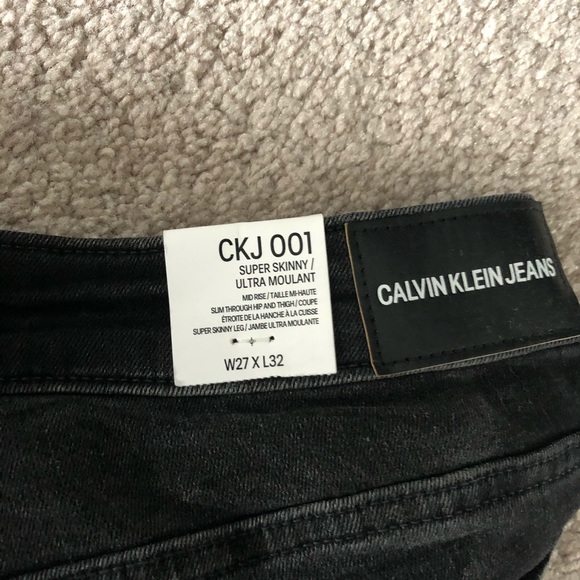 CKJ 001
SUPER SKINNY /
ULTRA MOULANT
MID RISE / TAILLE MI-HAUTE
SLIM THROUGH HIP AND THIGH / COUPE
ÉTROITE DE LA HANCHE À LA CUISSE
SUPER SKINNY LEG / JAMBE ULTRA MOULANTE
W27 X L32
CALVIN KLEIN JEANS